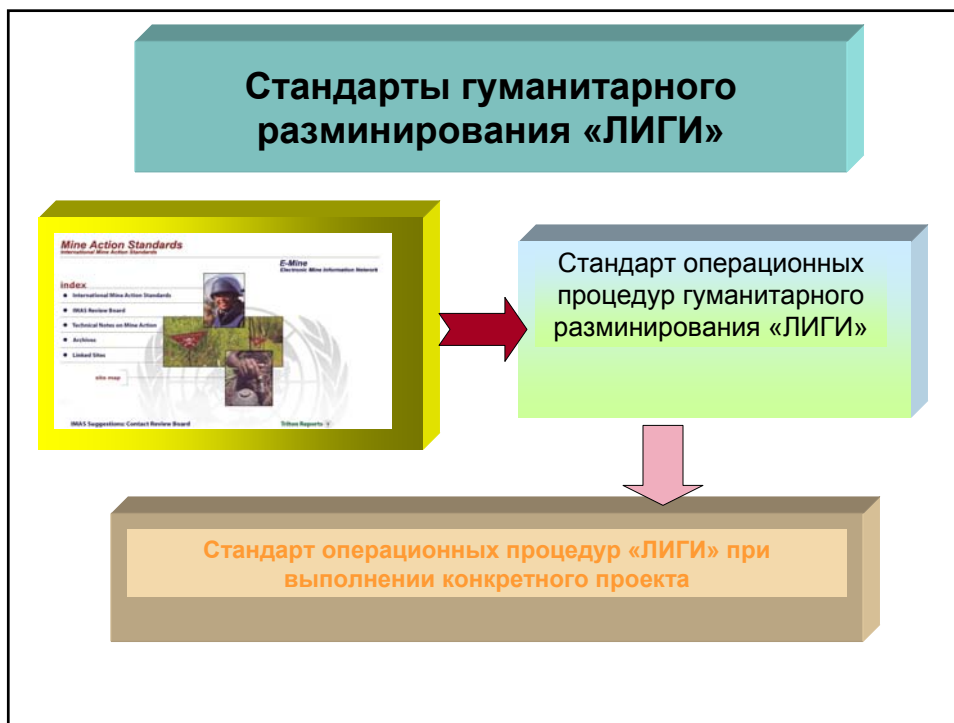 Стандарты гуманитарного
разминирования «ЛИГИ»
Mine Action Standards
International Mine Action Standards
E-Mine
Electronic Mine Information Network
index
International Mine Action Standards
IMAS Review Board
Technical Notes on Mine Action
Archives
Linked Sites
site map
IMAS Suggestions: Contact Review Board
Reports
Стандарт операционных
процедур гуманитарного
разминирования «ЛИГИ»
Стандарт операционных процедур «ЛИГИ» при
выполнении конкретного проекта